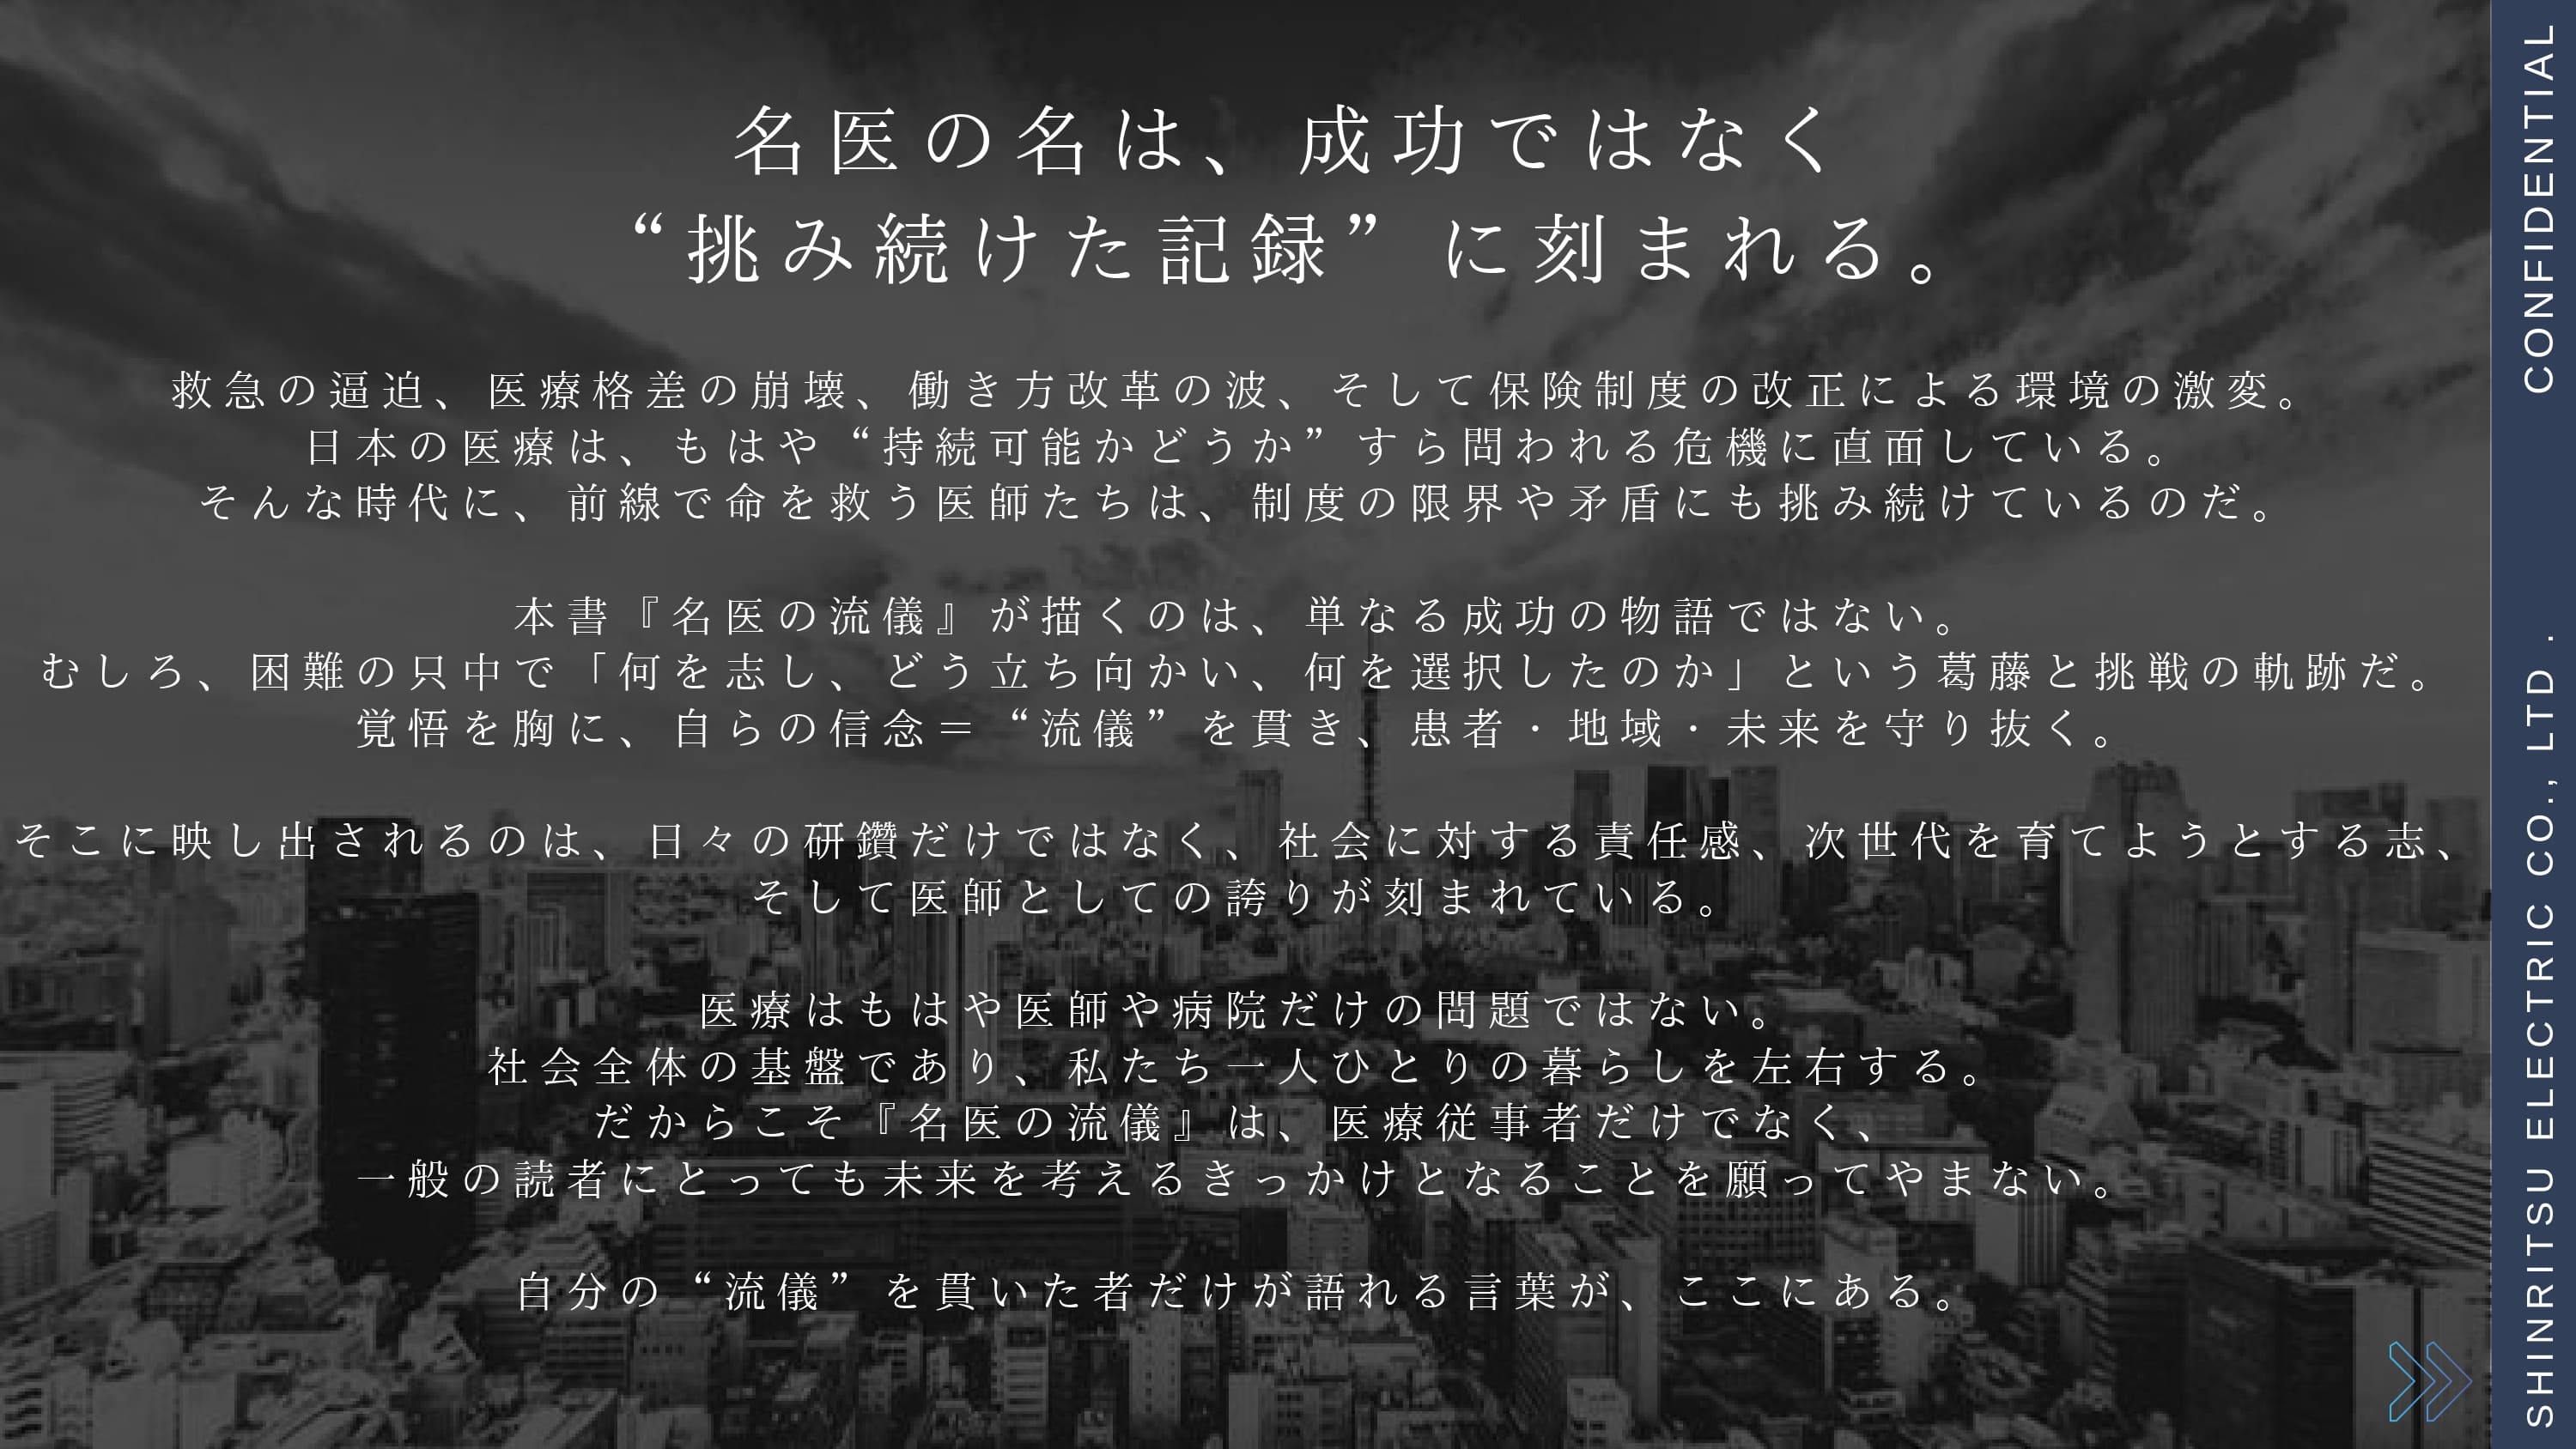 名医の名は、成功ではなく
“挑み続けた記録”に刻まれる。
救急の逼迫、医療格差の崩壊、働き方改革の波、そして保険制度の改正による環境の激変。
日本の医療は、もはや“持続可能かどうか”すら問われる危機に直面している。
そんな時代に、前線で命を救う医師たちは、制度の限界や矛盾にも挑み続けているのだ。
本書『名医の流儀』が描くのは、単なる成功の物語ではない。
むしろ、困難の只中で「何を志し、どう立ち向かい、何を選択したのか」という葛藤と挑戦の軌跡だ。
覚悟を胸に、自らの信念＝“流儀”を貫き、患者・地域・未来を守り抜く。
そこに映し出されるのは、日々の研鑽だけではなく、社会に対する責任感、次世代を育てようとする志、
そして医師としての誇りが刻まれている。
医療はもはや医師や病院だけの問題ではない。
社会全体の基盤であり、私たち一人ひとりの暮らしを左右する。
だからこそ『名医の流儀』は、医療従事者だけでなく、
一般の読者にとっても未来を考えるきっかけとなることを願ってやまない。
自分の“流儀”を貫いた者だけが語れる言葉が、ここにある。
SHINRITSU ELECTRIC CO., LTD .
CONFIDENTIAL